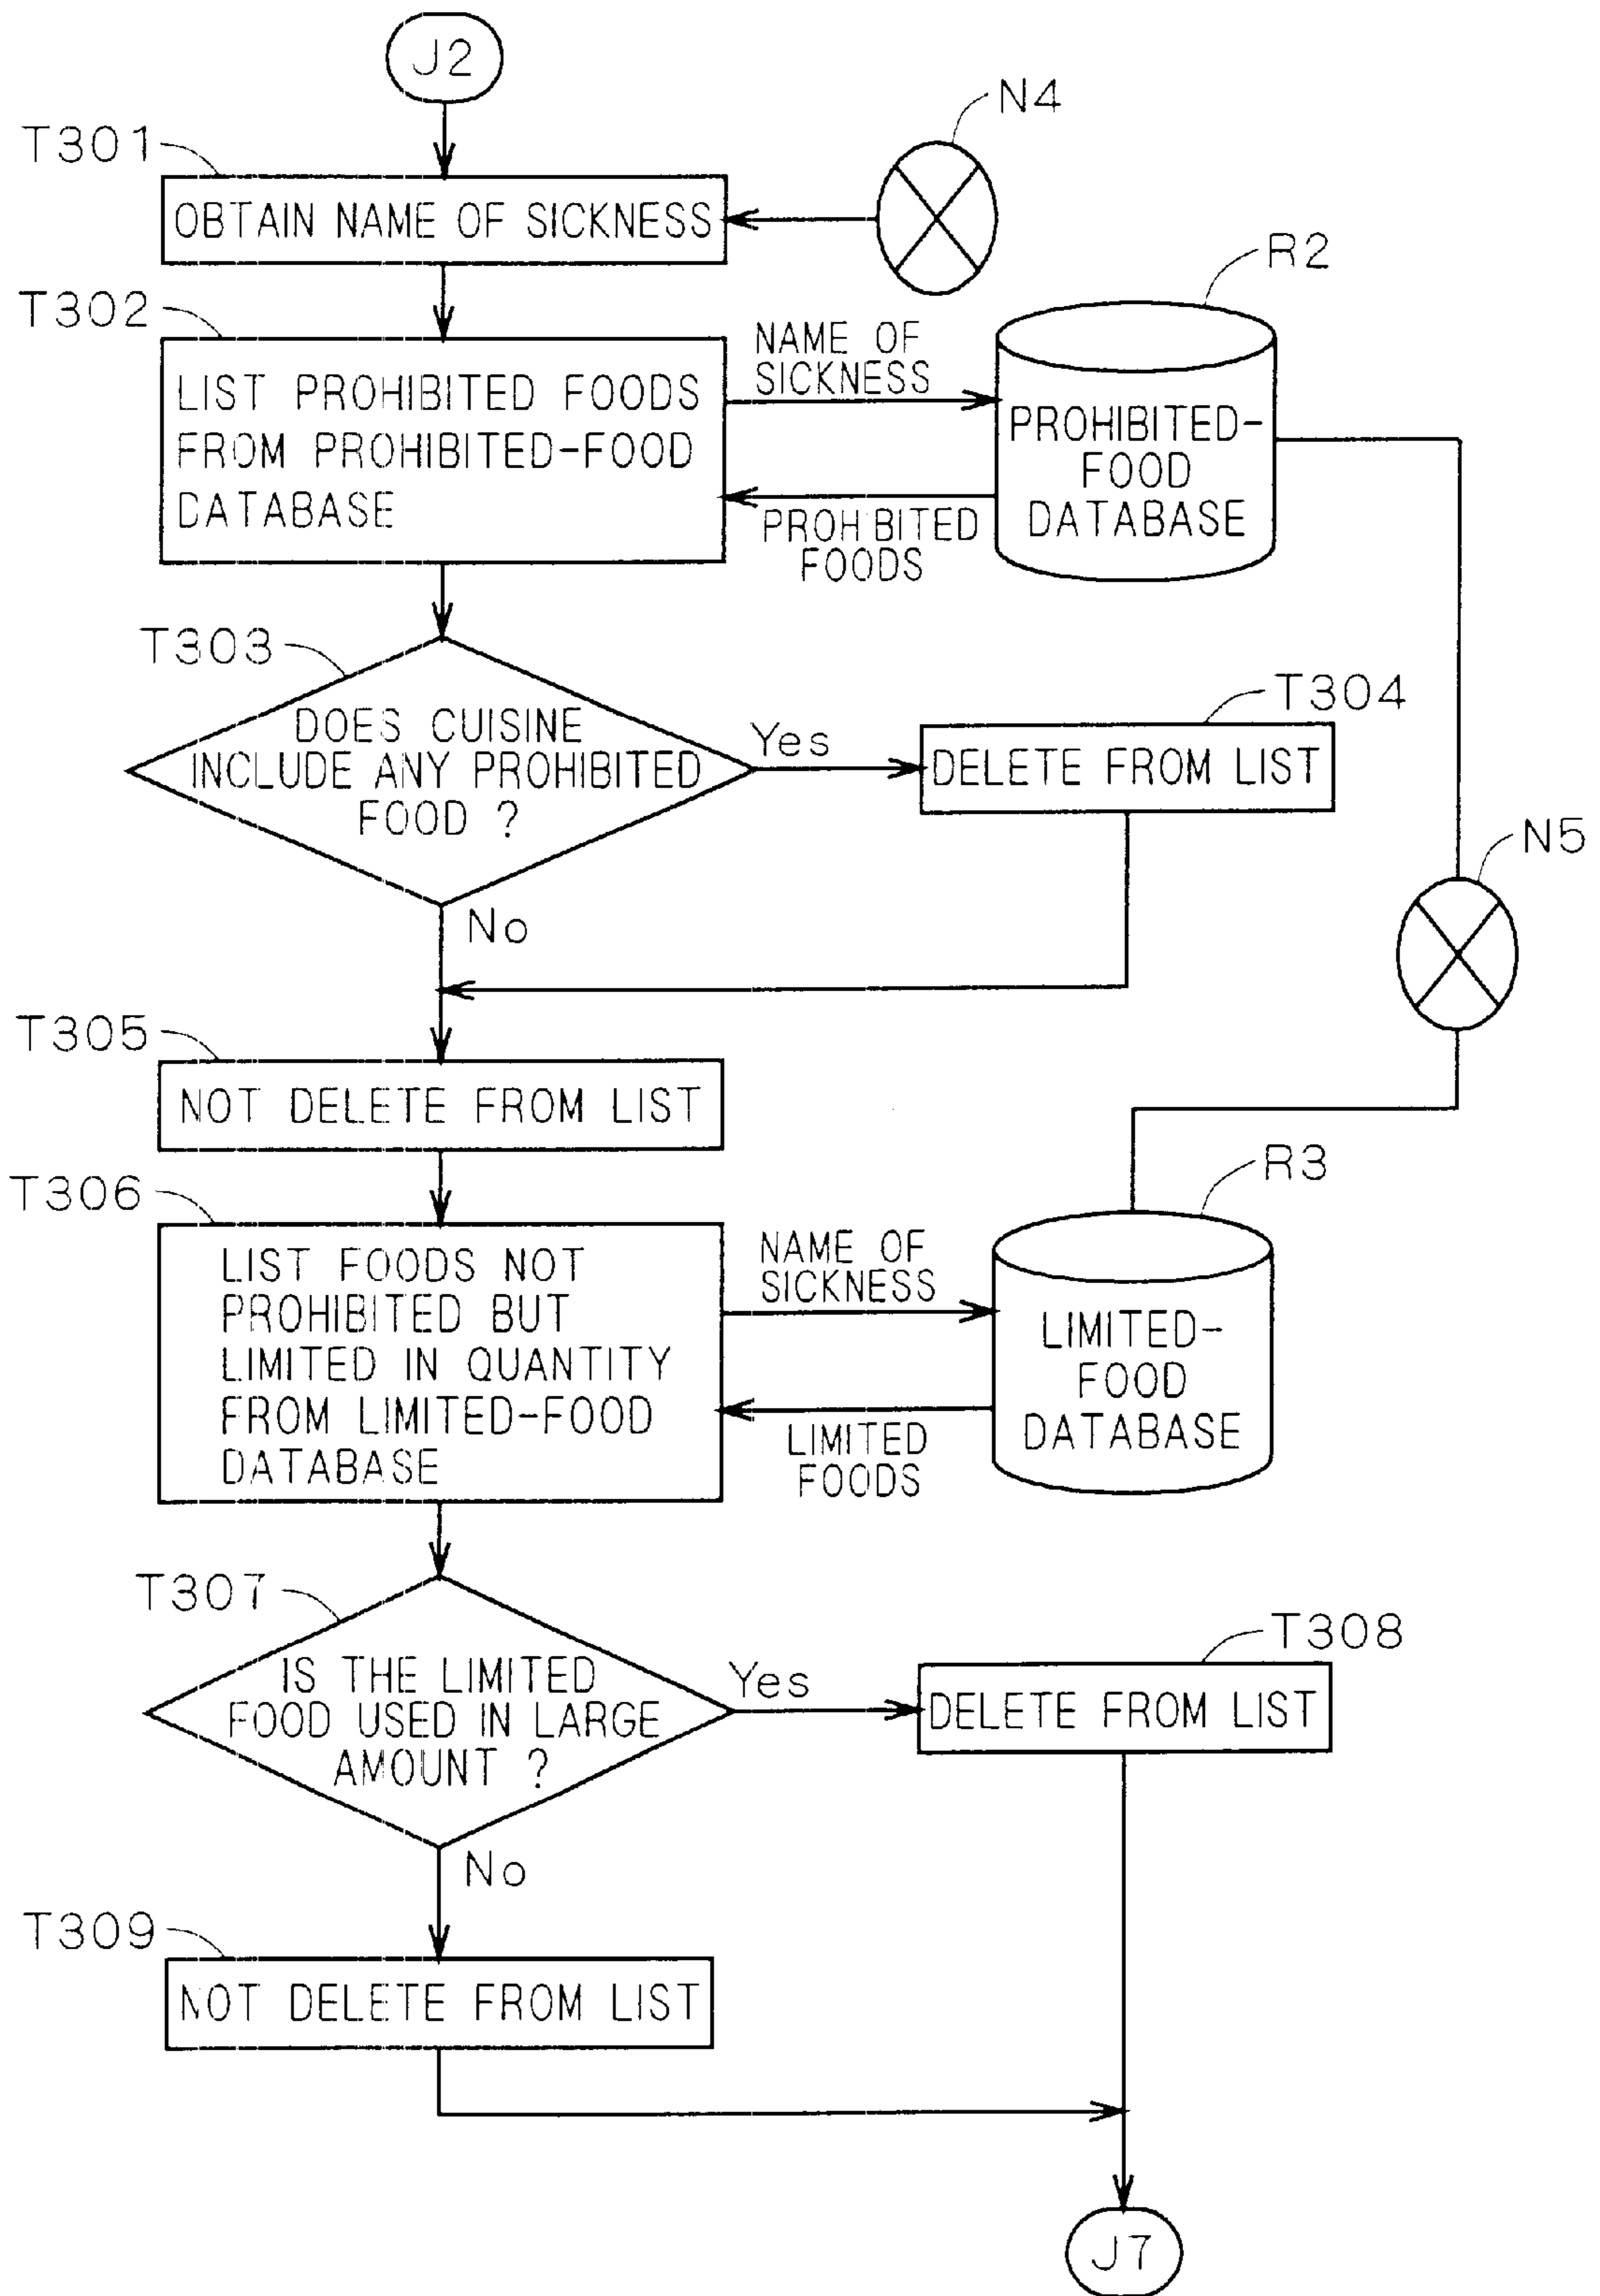 J2
N4
T301
OBTAIN NAME OF SICKNESS
R2
T302
NAME OF
SICKNESS
LIST PROHIBITED FOODS
FROM PROHIBITED-FOOD
DATABASE
PROHIBITED-
FOOD
DATABASE
PROHIBITED
FOODS
T303
DOES CUISINE
INCLUDE ANY PROHIBITED
FOOD ?
Yes
T304
DELETE FROM LIST
N5
No
T305
NOT DELETE FROM LIST
R3
T306
NAME OF
SICKNESS
LIST FOODS NOT
PROHIBITED BUT
LIMITED IN QUANTITY
FROM LIMITED-FOOD
DATABASE
LIMITED-
FOOD
DATABASE
LIMITED
FOODS
T307
IS THE LIMITED
FOOD USED IN LARGE
AMOUNT ?
Yes
T308
DELETE FROM LIST
No
T309
NOT DELETE FROM LIST
J7